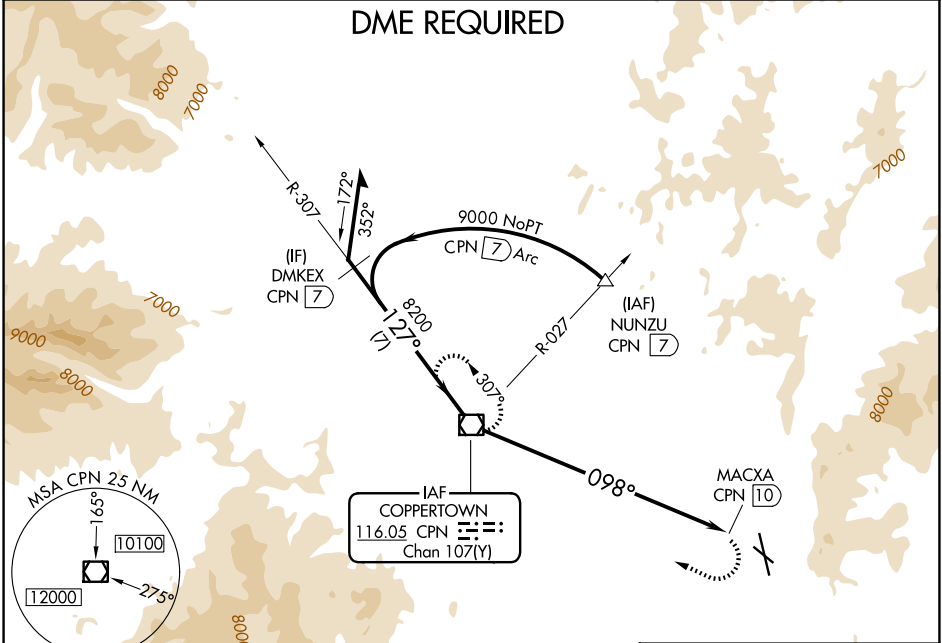 DME REQUIRED
8000
7000
7000
R-307
172°
352°
9000 NoPT
CPN 7 Arc
(IF)
DMKEX
CPN 7
(IAF)
NUNZU
CPN 7
R-027
7000
9000
8000
8200
127°
(7)
307°
8000
098°
MACXA
CPN 10
IAF
COPPERTOWN
116.05 CPN
Chan 107(Y)
MSA CPN 25 NM
165°
10100
12000
275°
8000